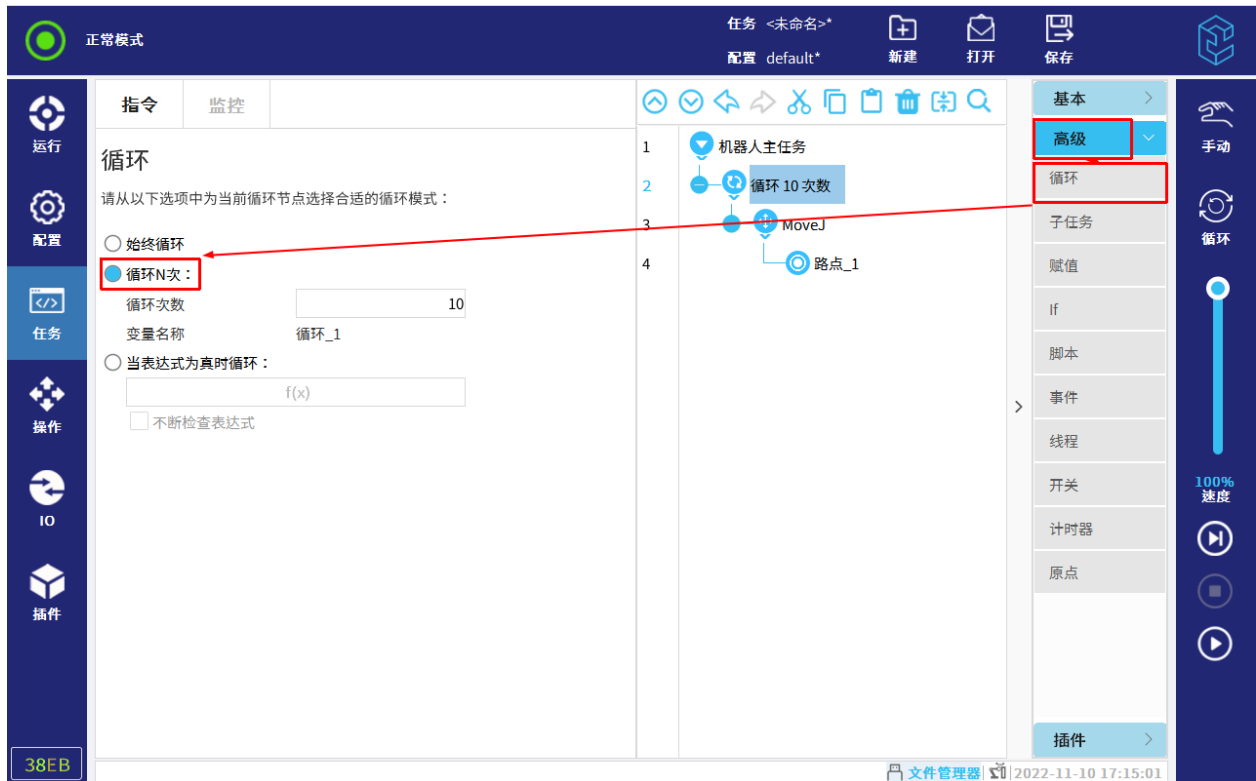 正常模式
任务 <未命名>*
配置 default*
新建
打开
保存
运行
配置
任务
操作
IO
插件
38EB
指令
监控
循环
请从以下选项中为当前循环节点选择合适的循环模式：
始终循环
循环N次：
循环次数 10
变量名称 循环_1
当表达式为真时循环：
f(x)
不断检查表达式
1 机器人主任务
2 循环 10 次数
3 MoveJ
4 路点_1
基本
高级
循环
子任务
赋值
If
脚本
事件
线程
开关
计时器
原点
插件
手动
循环
100%
速度
文件管理器 2022-11-10 17:15:01